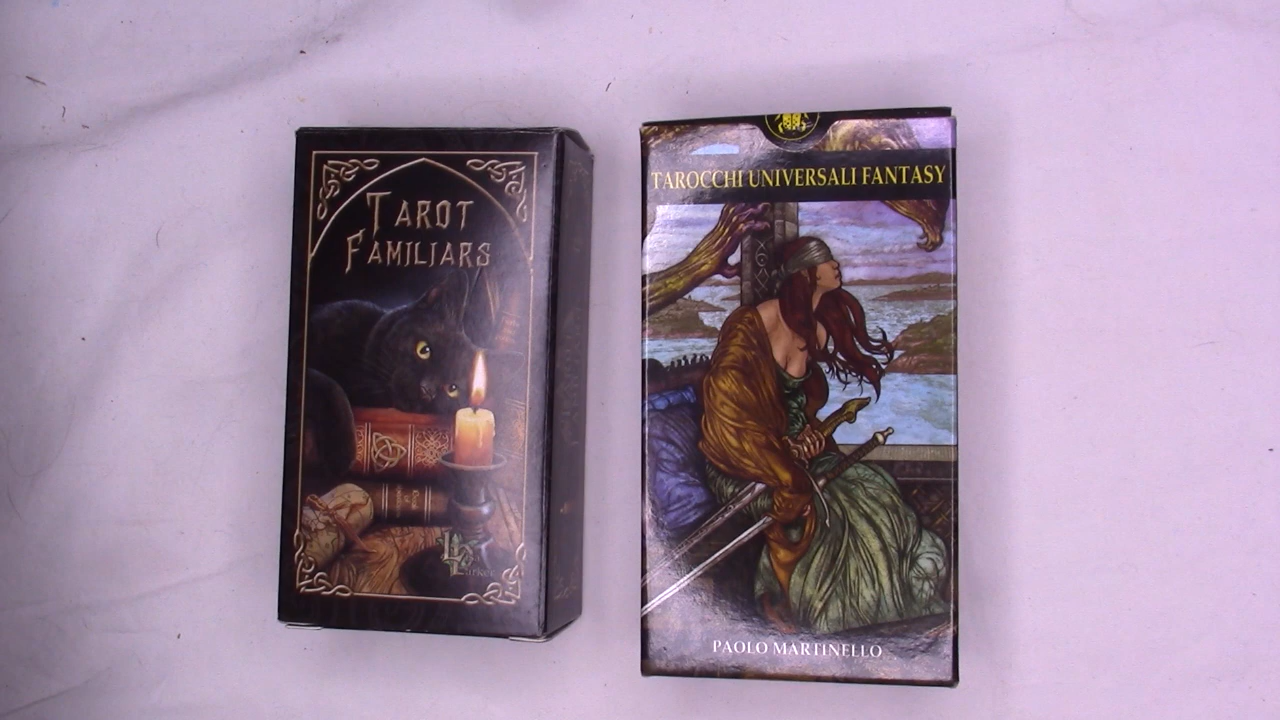 TAROT
FAMILIARS
TAROCCHI UNIVERSALI FANTASY
PAOLO MARTINELLO